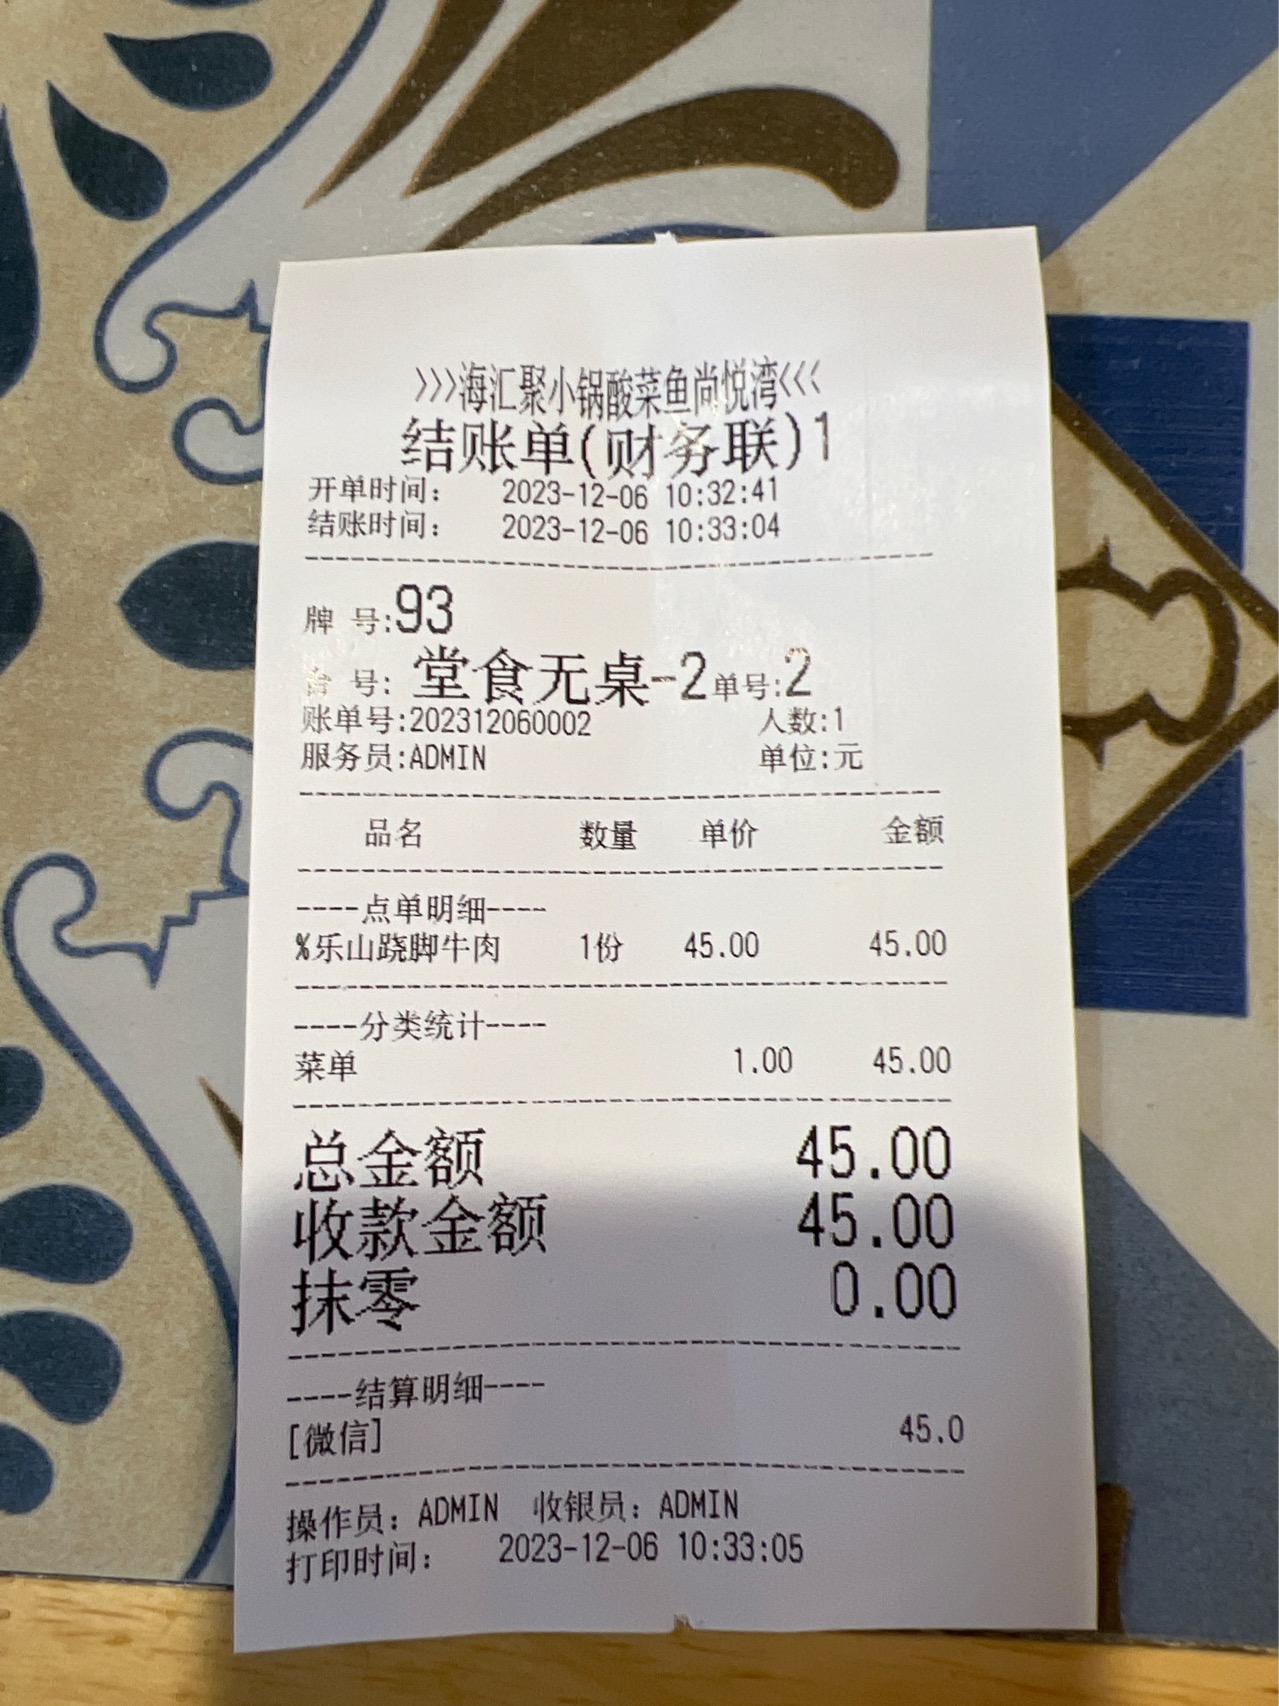 >>>海汇聚小锅酸菜鱼尚悦湾<<<
结账单(财务联)1
开单时间: 2023-12-06 10:32:41
结账时间: 2023-12-06 10:33:04
牌 号:93
台 号: 堂食无桌-2单号:2
账单号:202312060002 人数:1
服务员:ADMIN 单位:元
品名 数量 单价 金额
----点单明细----
%乐山跷脚牛肉 1份 45.00 45.00
----分类统计----
菜单 1.00 45.00
总金额 45.00
收款金额 45.00
抹零 0.00
----结算明细----
[微信] 45.0
操作员: ADMIN 收银员: ADMIN
打印时间: 2023-12-06 10:33:05